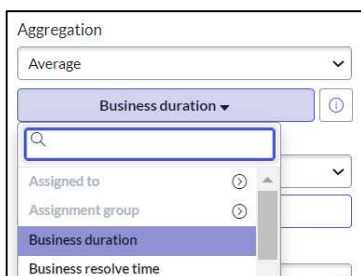 Aggregation
Average
Business duration
Assigned to
Assignment group
Business duration
Business resolve time